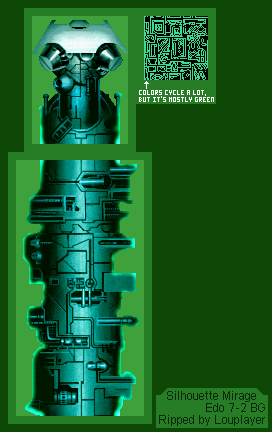 COLORS CYCLE A LOT,
BUT IT'S MOSTLY GREEN
Silhouette Mirage
Edo 7-2 BG
Ripped by Louplayer